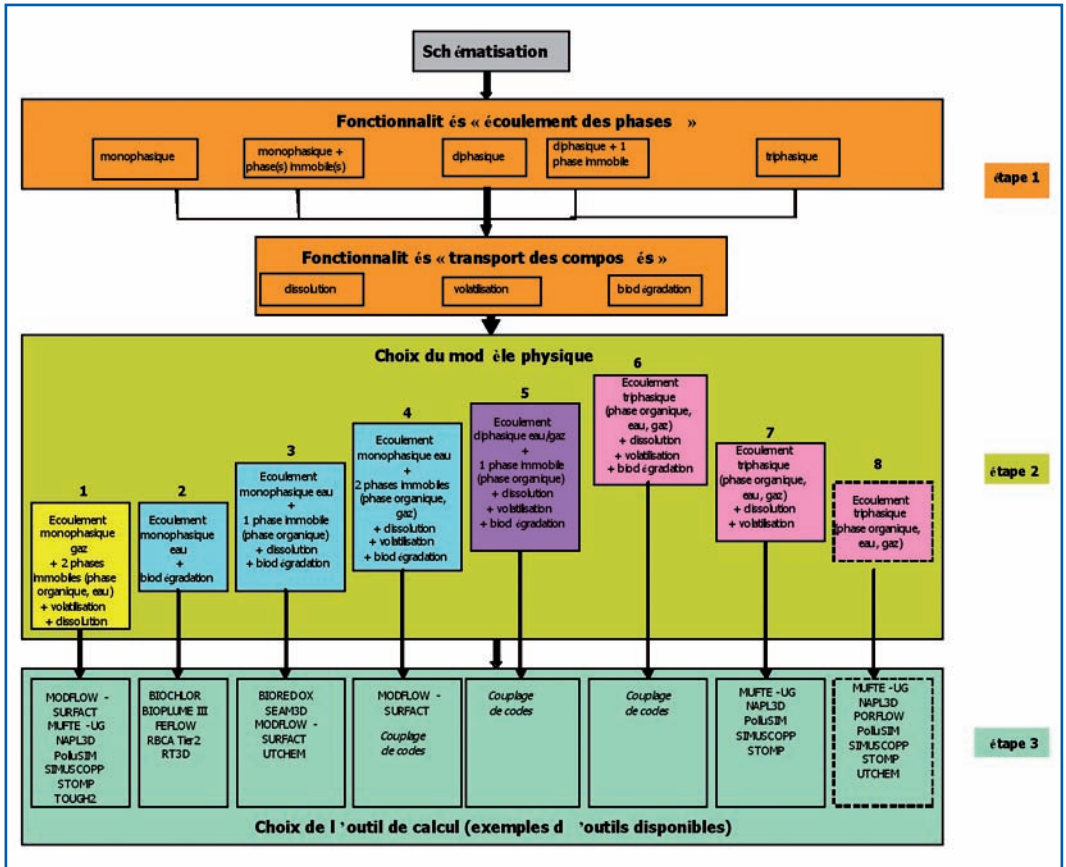 Schématisation
Fonctionnalités « écoulement des phases »
monophasique
monophasique +
phase(s) immobile(s)
diphasique
diphasique + 1
phase immobile
triphasique
étape 1
Fonctionnalités « transport des composés »
dissolution
volatilisation
biodégradation
Choix du modèle physique
1
Ecoulement
monophasique
gaz
+ 2 phases
immobiles (phase
organique, eau)
+ volatilisation
+ dissolution
2
Ecoulement
monophasique
eau
+
biodégradation
3
Ecoulement
monophasique eau
+
1 phase immobile
(phase organique)
+ dissolution
+ biodégradation
4
Ecoulement
monophasique eau
+
2 phases immobiles
(phase organique,
gaz)
+ dissolution
+ volatilisation
+ biodégradation
5
Ecoulement
diphasique eau/gaz
+
1 phase immobile
(phase organique)
+ dissolution
+ volatilisation
+ biodégradation
6
Ecoulement
triphasique
(phase organique,
eau, gaz)
+ dissolution
+ volatilisation
+ biodégradation
7
Ecoulement
triphasique
(phase organique,
eau, gaz)
+ dissolution
+ volatilisation
8
Ecoulement
triphasique
(phase organique,
eau, gaz)
étape 2
MODFLOW -
SURFACT
MUFTE -UG
NAPL3D
PolluSIM
SIMUSCOPP
STOMP
TOUGH2
BIOCHLOR
BIOPLUME III
FEFLOW
RBCA Tier2
RT3D
BIOREDOX
SEAM3D
MODFLOW -
SURFACT
UTCHEM
MODFLOW -
SURFACT
Couplage
de codes
Couplage
de codes
Couplage
de codes
MUFTE -UG
NAPL3D
PolluSIM
SIMUSCOPP
STOMP
MUFTE -UG
NAPL3D
PORFLOW
PolluSIM
SIMUSCOPP
STOMP
UTCHEM
étape 3
Choix de l'outil de calcul (exemples d'outils disponibles)